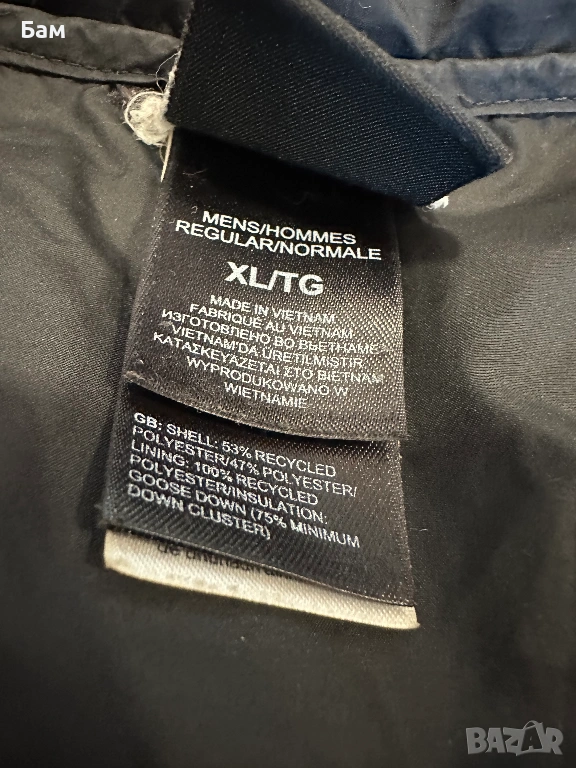 Бам
MENS/HOMMES
REGULAR/NORMALE
XL/TG
MADE IN VIETNAM
FABRIQUÉ AU VIETNAM
ИЗГОТОВЛЕНО ВО ВЬЕТНАМЕ
VIETNAM'DA ÜRETILMISTIR
ΚΑΤΑΣΚΕΥΑΖΕΤΑΙ ΣΤΟ ΒΙΕΤΝΑΜ
WYPRODUKOWANO W
WIETNAMIE
GB: SHELL: 53% RECYCLED
POLYESTER/47% POLYESTER/
LINING: 100% RECYCLED
POLYESTER/INSULATION:
GOOSE DOWN (75% MINIMUM
DOWN CLUSTER)
BAZAR